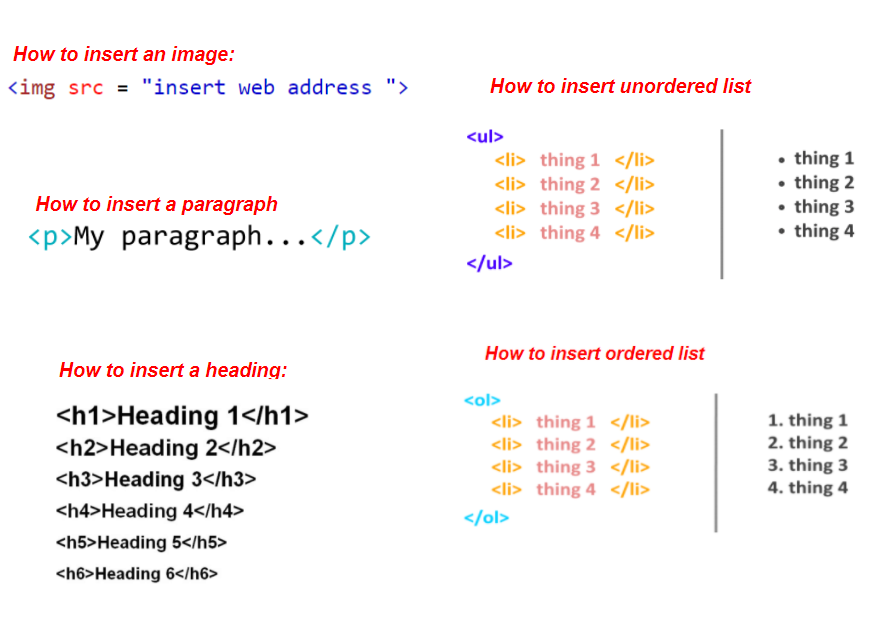 How to insert an image:
<img src = "insert web address ">
How to insert a paragraph
<p>My paragraph...</p>
How to insert a heading:
<h1>Heading 1</h1>
<h2>Heading 2</h2>
<h3>Heading 3</h3>
<h4>Heading 4</h4>
<h5>Heading 5</h5>
<h6>Heading 6</h6>
How to insert unordered list
<ul>
<li> thing 1 </li>
<li> thing 2 </li>
<li> thing 3 </li>
<li> thing 4 </li>
</ul>
• thing 1
• thing 2
• thing 3
• thing 4
How to insert ordered list
<ol>
<li> thing 1 </li>
<li> thing 2 </li>
<li> thing 3 </li>
<li> thing 4 </li>
</ol>
1. thing 1
2. thing 2
3. thing 3
4. thing 4